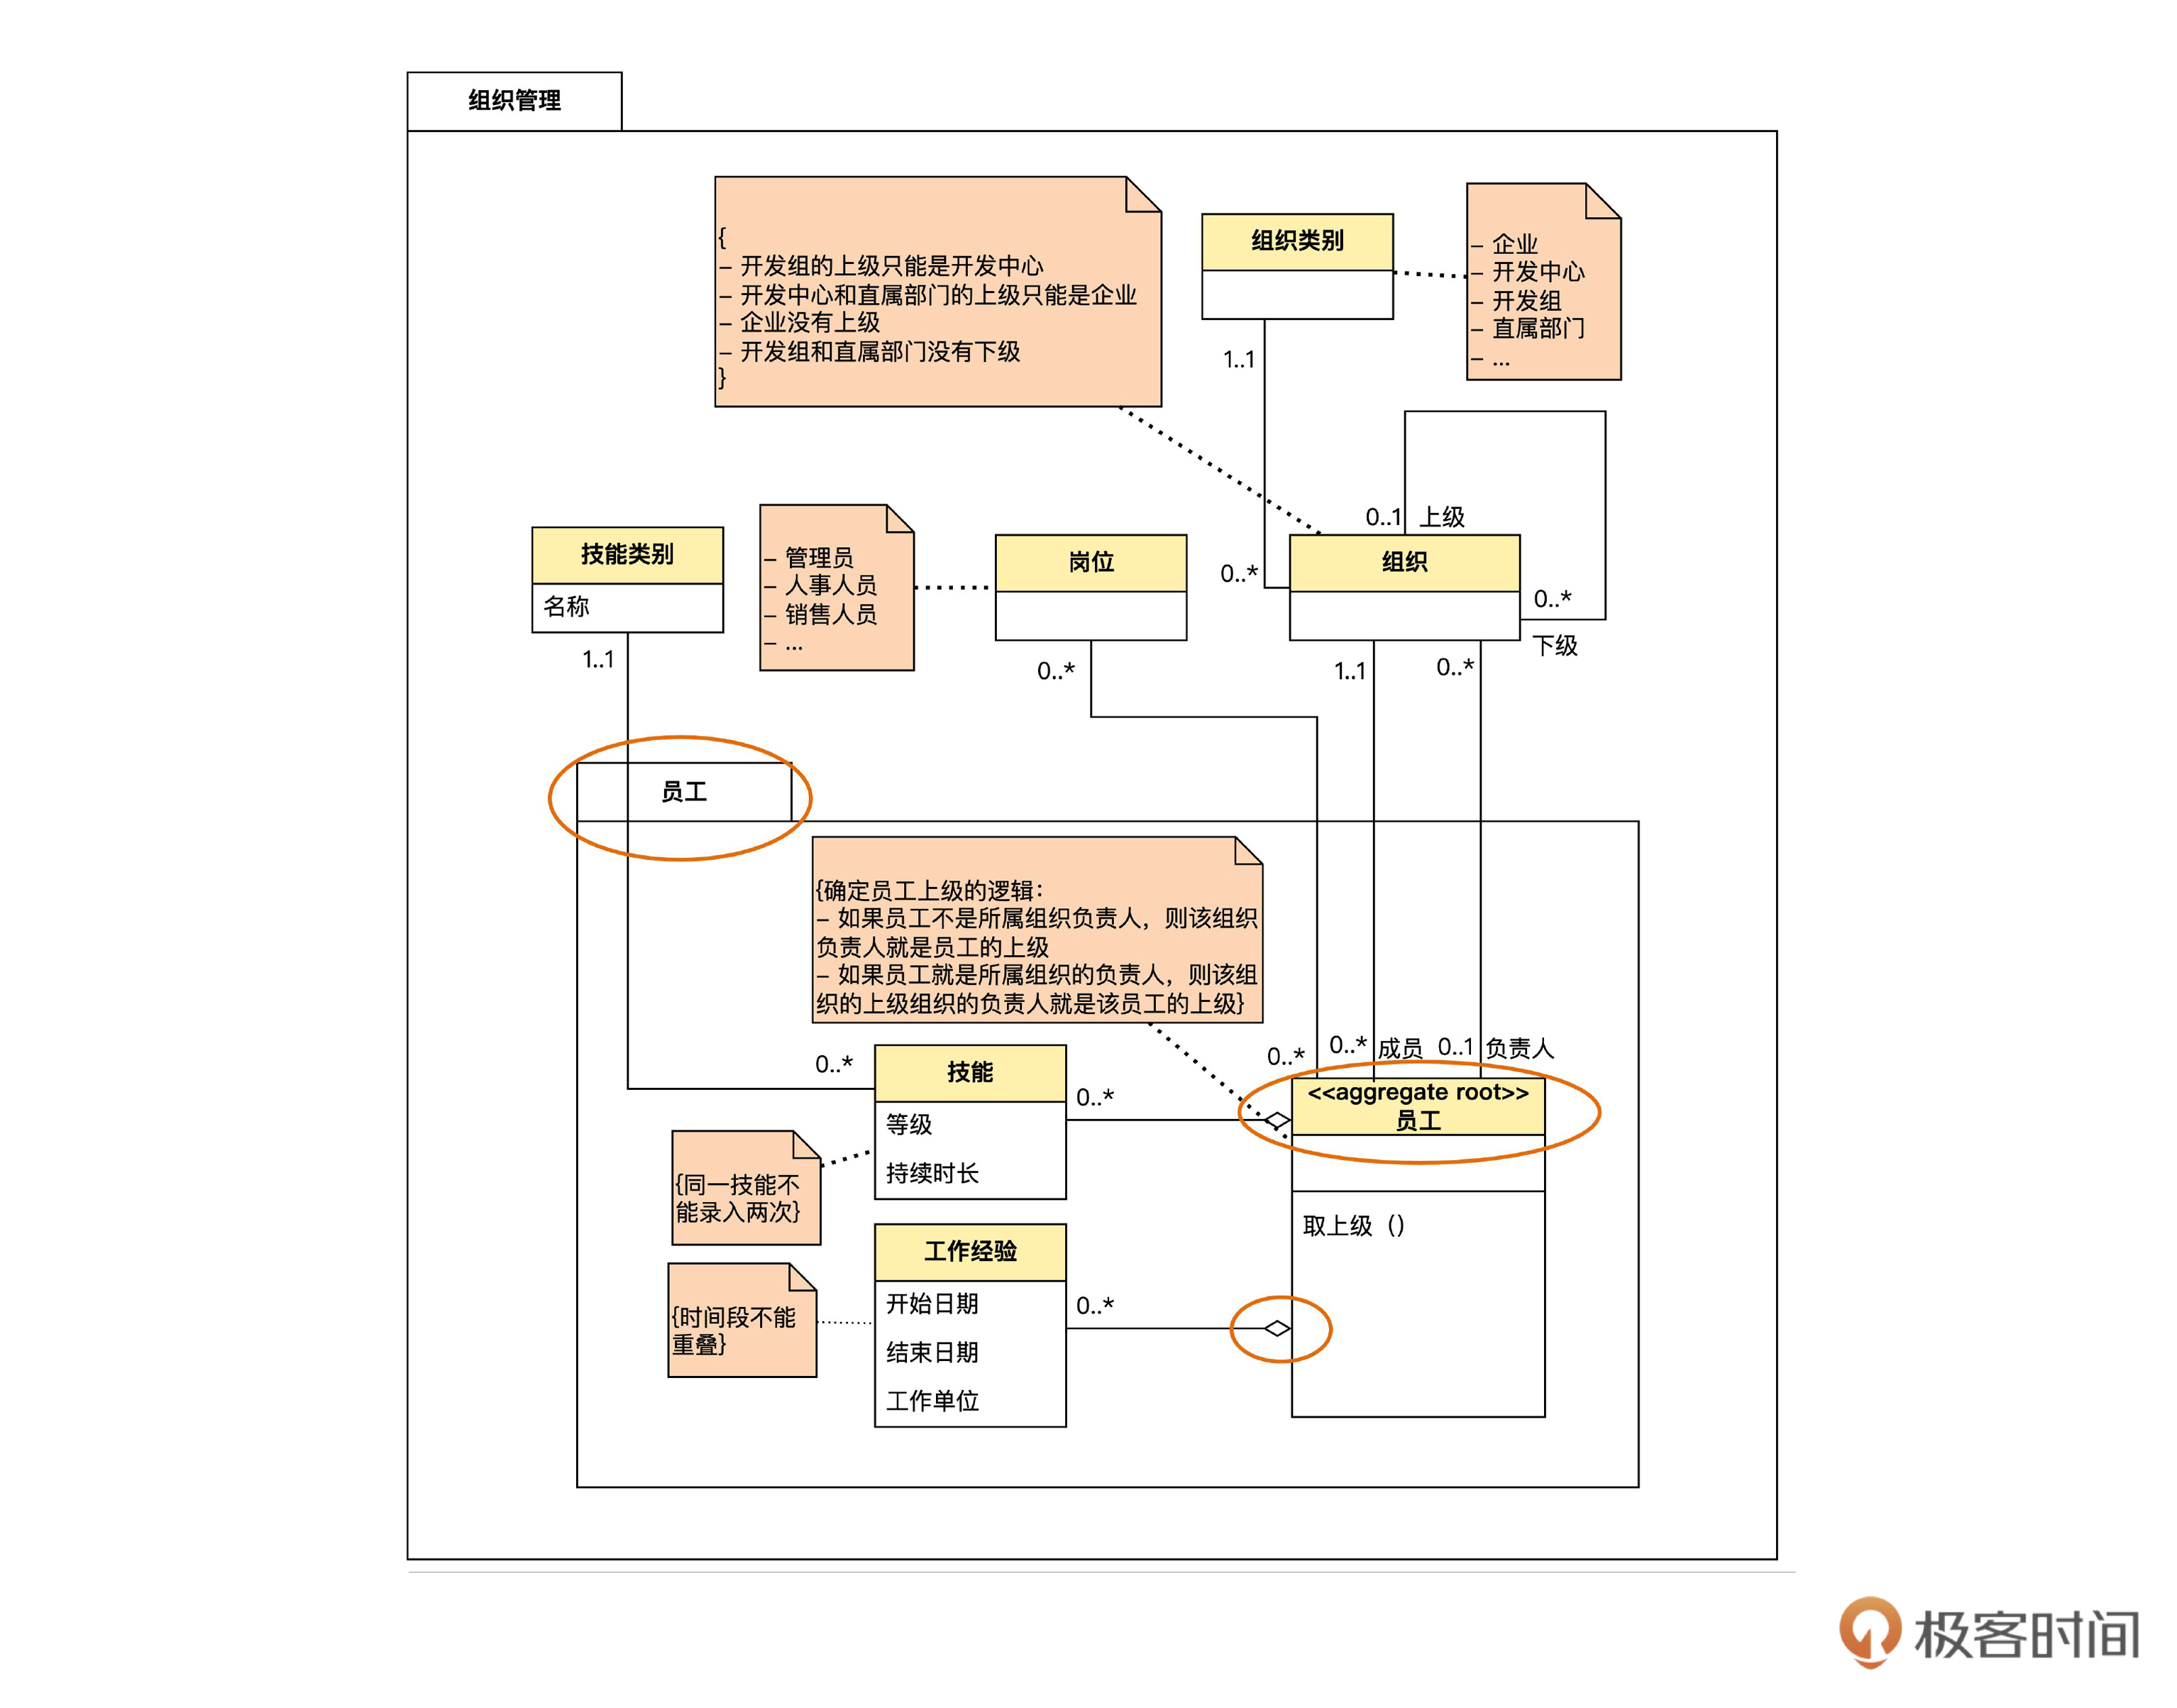 组织管理
{
- 开发组的上级只能是开发中心
- 开发中心和直属部门的上级只能是企业
- 企业没有上级
- 开发组和直属部门没有下级
}
组织类别
- 企业
- 开发中心
- 开发组
- 直属部门
- ...
1..1
0..1 上级
技能类别
名称
- 管理员
- 人事人员
- 销售人员
- ...
岗位
0..*
组织
0..*
下级
1..1
0..*
1..1
0..*
员工
{确定员工上级的逻辑：
- 如果员工不是所属组织负责人，则该组织
负责人就是员工的上级
- 如果员工就是所属组织的负责人，则该组
织的上级组织的负责人就是该员工的上级}
0..*
技能
等级
持续时长
0..*
0..*
0..* 成员
0..1 负责人
<<aggregate root>>
员工
取上级（）
{同一技能不
能录入两次}
工作经验
开始日期
结束日期
工作单位
0..*
{时间段不能
重叠}
极客时间